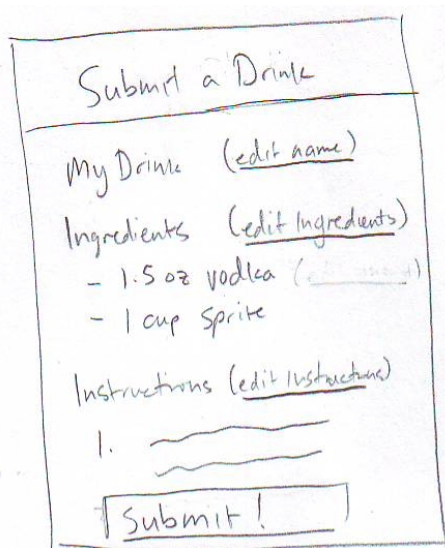 Submit a Drink
My Drink (edit name)
Ingredients (edit Ingredients)
- 1.5 oz vodka
- 1 cup sprite
Instructions (edit instructions)
1.
Submit!